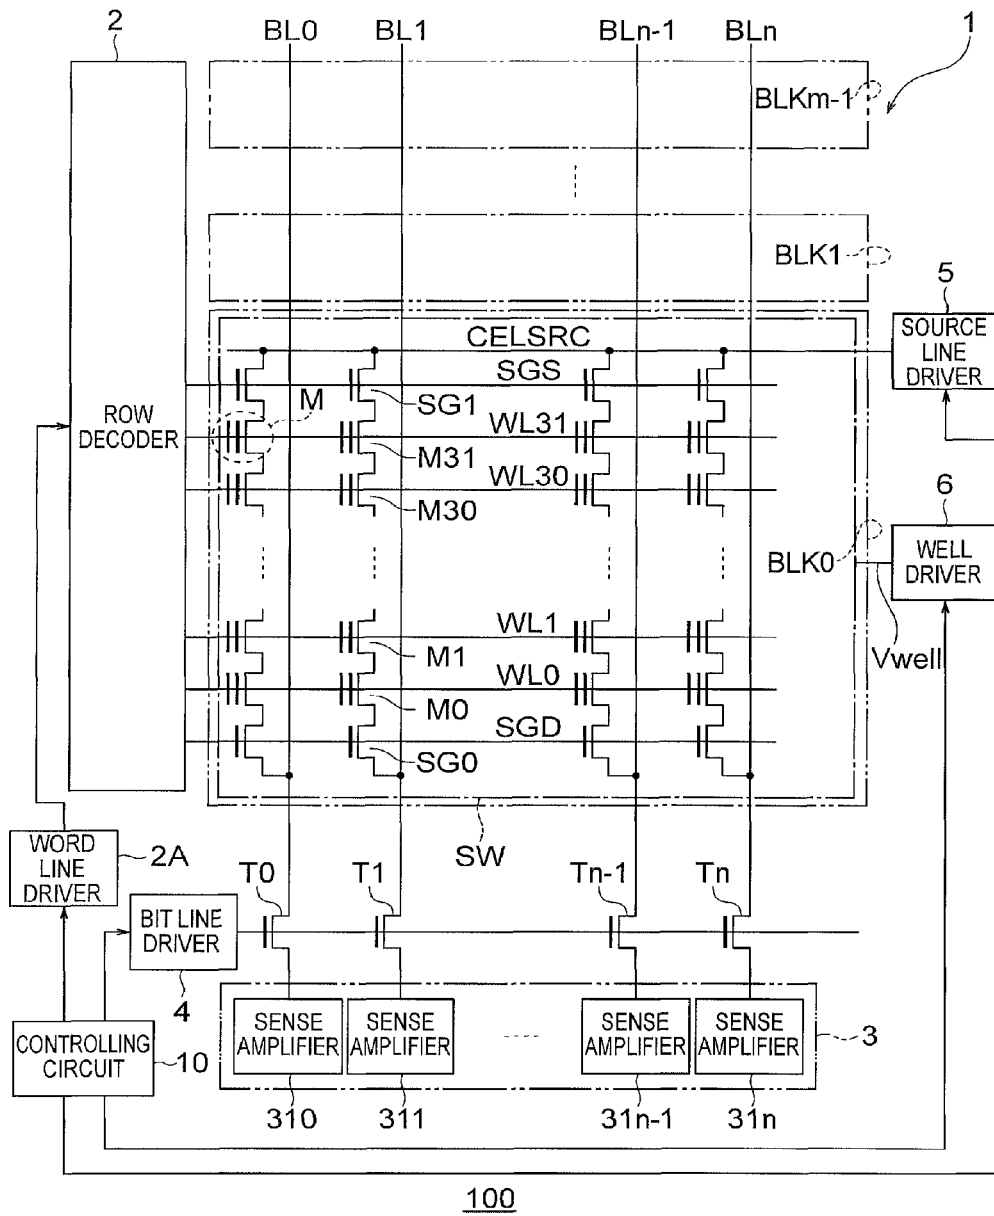 2
BL0
BL1
BLn-1
BLn
1
BLKm-1
BLK1
5
CELSRC
SOURCE
LINE
DRIVER
SGS
M
SG1
ROW
DECODER
WL31
M31
WL30
M30
6
BLK0
WELL
DRIVER
WL1
M1
Vwell
WL0
M0
SGD
SG0
WORD
LINE
DRIVER
2A
SW
T0
T1
Tn-1
Tn
BIT LINE
DRIVER
4
SENSE
AMPLIFIER
SENSE
AMPLIFIER
SENSE
AMPLIFIER
SENSE
AMPLIFIER
3
CONTROLLING
CIRCUIT
10
310
311
31n-1
31n
100